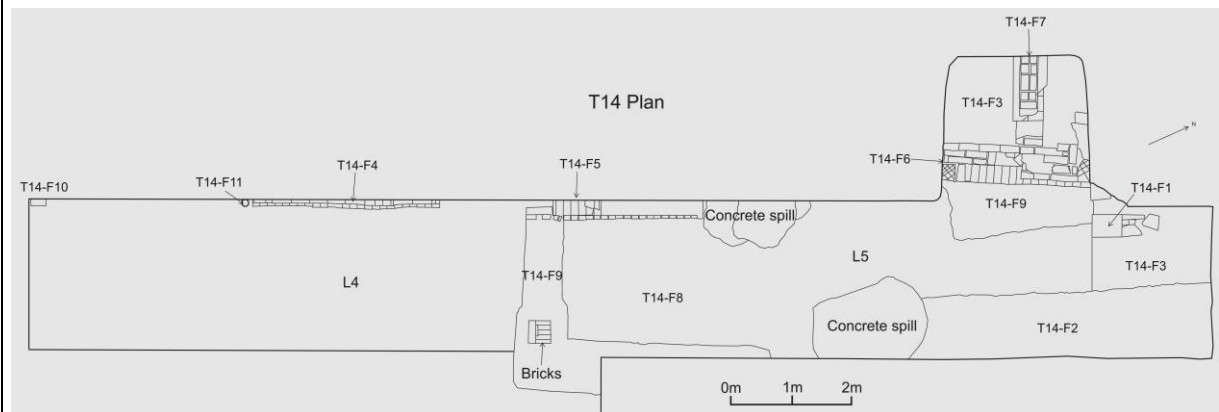 T14-F7
T14 Plan
T14-F3
N
T14-F6
T14-F4
T14-F5
T14-F10
T14-F11
T14-F1
T14-F9
Concrete spill
L5
T14-F3
T14-F9
L4
T14-F8
Concrete spill
T14-F2
Bricks
0m 1m 2m